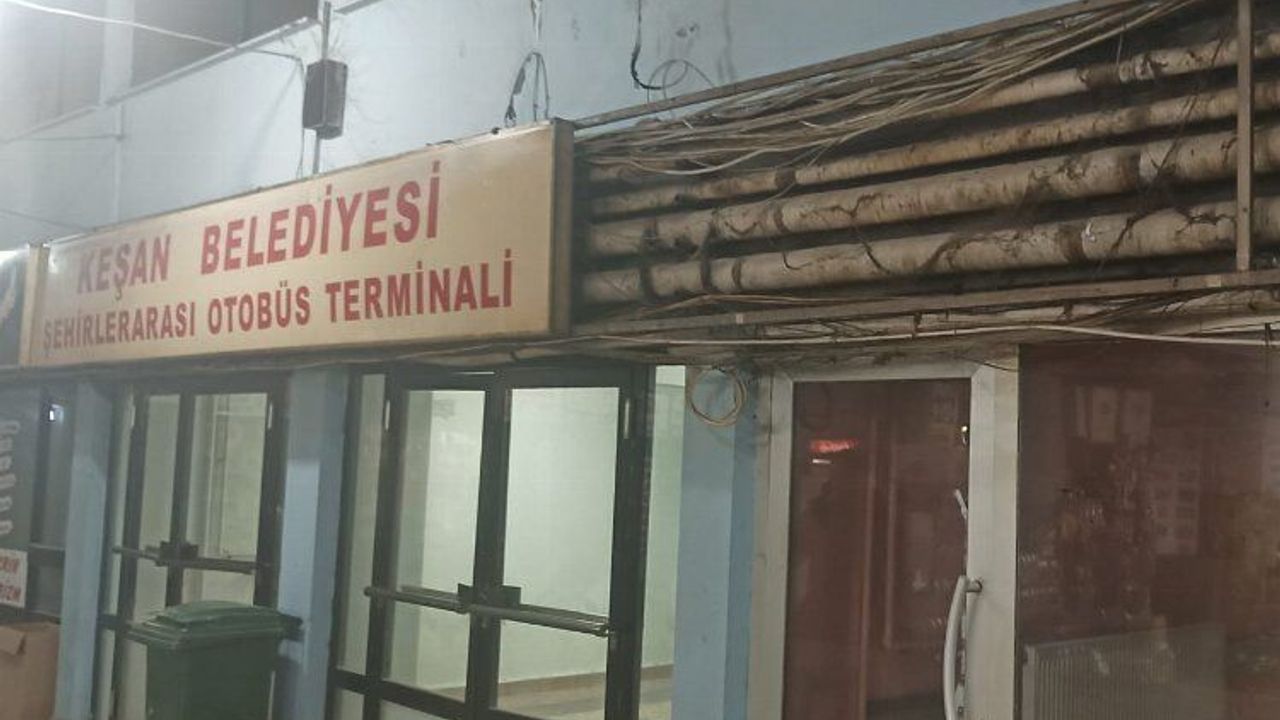 KEŞAN BELEDİYESİ
ŞEHİRLERARASI OTOBÜS TERMİNALİ